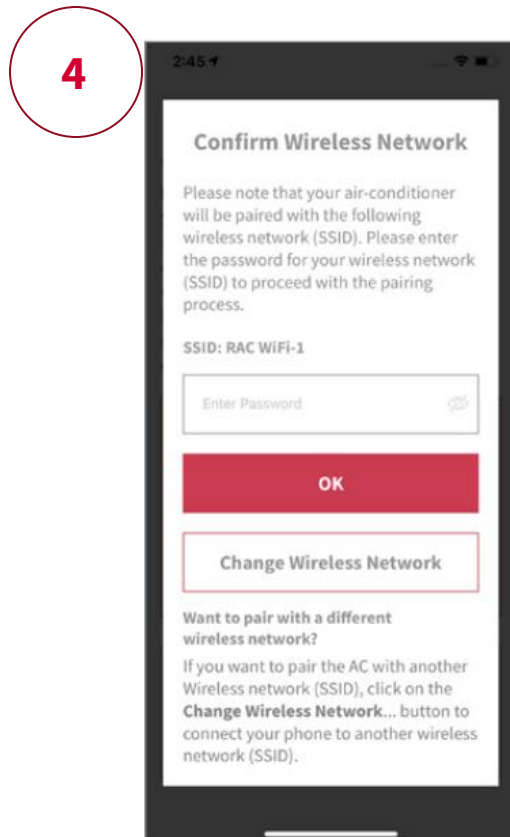 4
2:45
Confirm Wireless Network
Please note that your air-conditioner
will be paired with the following
wireless network (SSID). Please enter
the password for your wireless network
(SSID) to proceed with the pairing
process.
SSID: RAC WiFi-1
Enter Password
OK
Change Wireless Network
Want to pair with a different
wireless network?
If you want to pair the AC with another
Wireless network (SSID), click on the
Change Wireless Network... button to
connect your phone to another wireless
network (SSID).